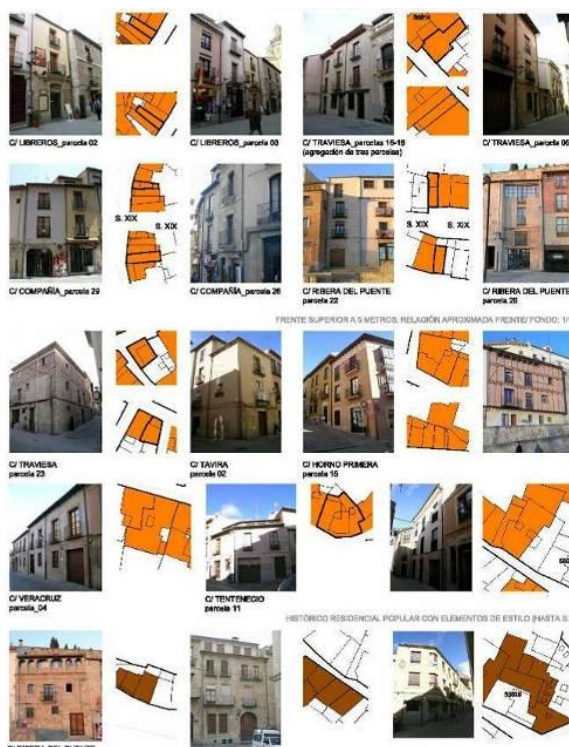 C/ LIBREROS_parcela 02
C/ LIBREROS_parcela 03
C/ TRAVIESA_parcelas 16-18
(agregación de tres parcelas)
C/ TRAVIESA_parcela 06
S. XIX
S. XIX
S. XIX
C/ COMPAÑÍA_parcela 29
C/ COMPAÑÍA_parcela 26
C/ RIBERA DEL PUENTE
parcela 22
C/ RIBERA DEL PUENTE
FRENTE SUPERIOR A 5 METROS. RELACIÓN APROXIMADA FRENTE/ FONDO: 1/
C/ TRAVIESA
parcela 23
C/ TAVIRA
parcela 02
C/ HORNO PRIMERA
parcela 15
C/ VERACRUZ
parcela_04
C/ TENTENECIO
parcela 11
HISTÓRICO RESIDENCIAL POPULAR CON ELEMENTOS DE ESTILO (HASTA S.